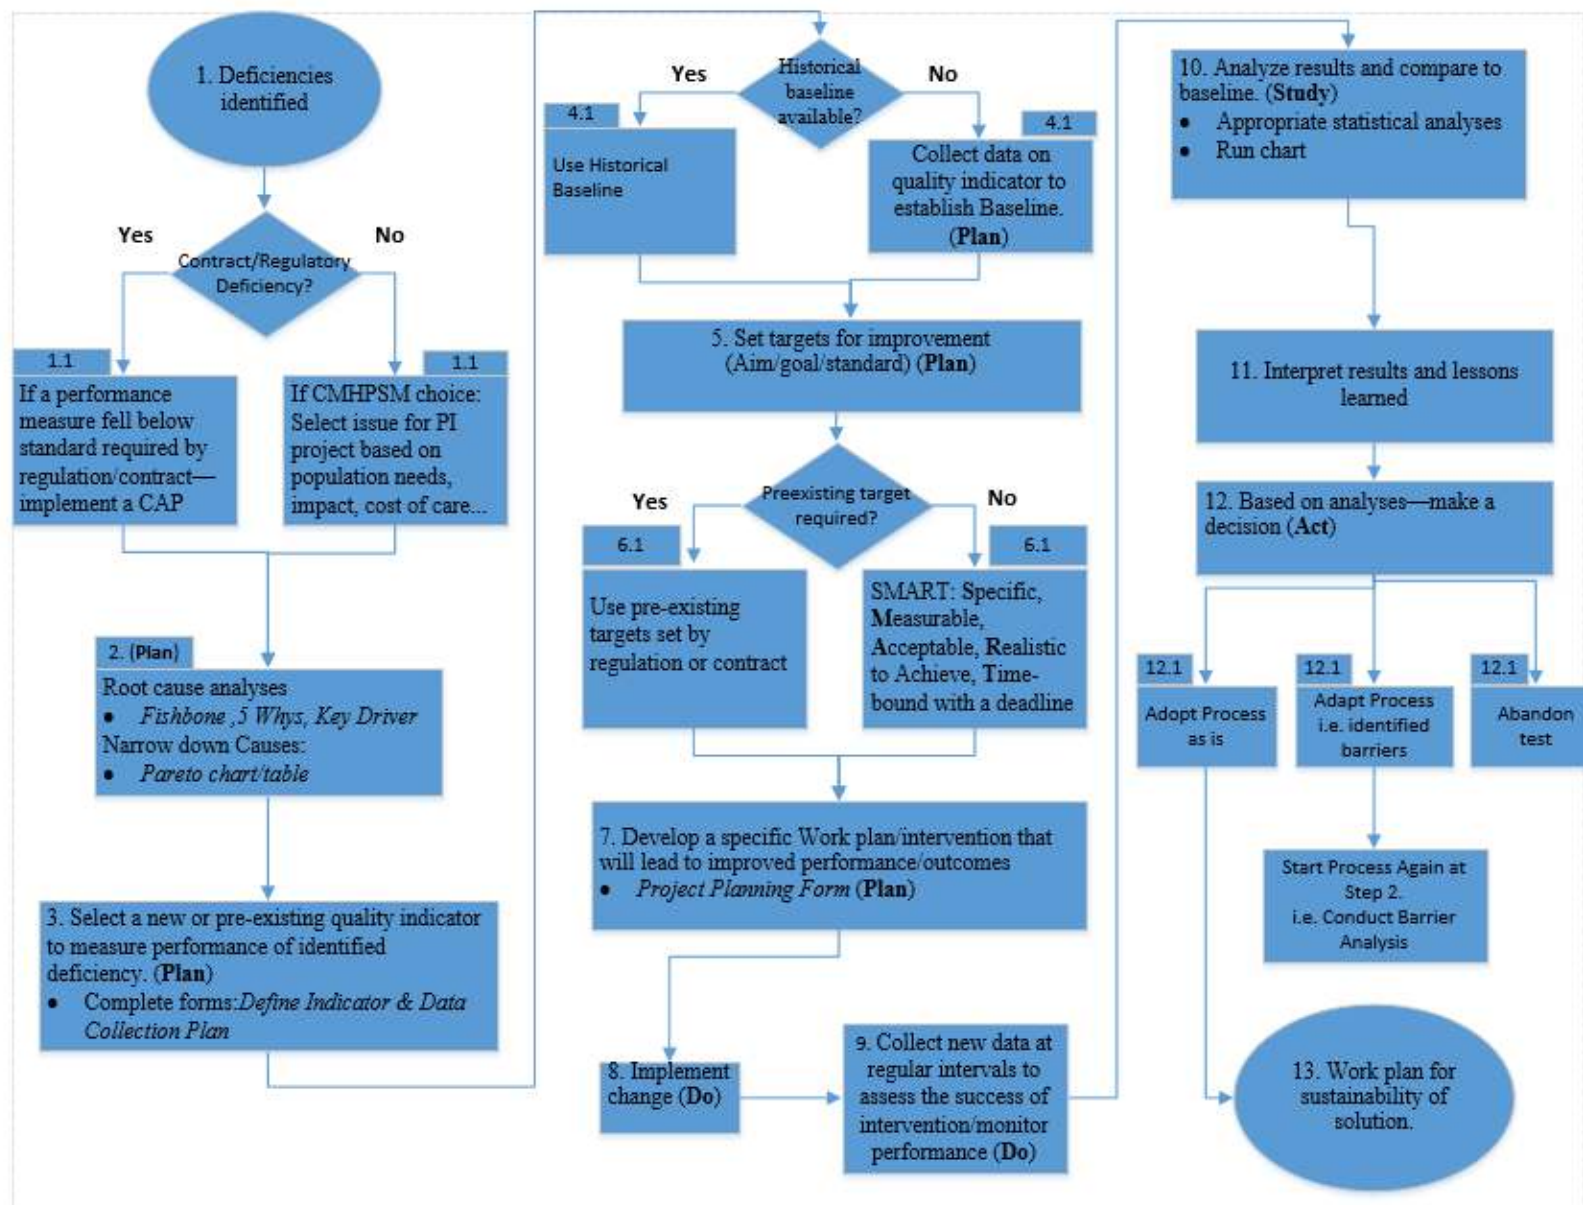 1. Deficiencies
identified
Yes
No
Contract/Regulatory
Deficiency?
1.1
If a performance
measure fell below
standard required by
regulation/contract—
implement a CAP
1.1
If CMHPSM choice:
Select issue for PI
project based on
population needs,
impact, cost of care...
2. (Plan)
Root cause analyses
• Fishbone ,5 Whys, Key Driver
Narrow down Causes:
• Pareto chart/table
3. Select a new or pre-existing quality indicator
to measure performance of identified
deficiency. (Plan)
• Complete forms:Define Indicator & Data
Collection Plan
Yes
Historical
baseline
available?
No
4.1
Use Historical
Baseline
4.1
Collect data on
quality indicator to
establish Baseline.
(Plan)
5. Set targets for improvement
(Aim/goal/standard) (Plan)
Yes
Preexisting target
required?
No
6.1
Use pre-existing
targets set by
regulation or contract
6.1
SMART: Specific,
Measurable,
Acceptable, Realistic
to Achieve, Time-
bound with a deadline
7. Develop a specific Work plan/intervention that
will lead to improved performance/outcomes
• Project Planning Form (Plan)
8. Implement
change (Do)
9. Collect new data at
regular intervals to
assess the success of
intervention/monitor
performance (Do)
10. Analyze results and compare to
baseline. (Study)
• Appropriate statistical analyses
• Run chart
11. Interpret results and lessons
learned
12. Based on analyses—make a
decision (Act)
12.1
Adopt Process
as is
12.1
Adapt Process
i.e. identified
barriers
12.1
Abandon
test
Start Process Again at
Step 2.
i.e. Conduct Barrier
Analysis
13. Work plan for
sustainability of
solution.